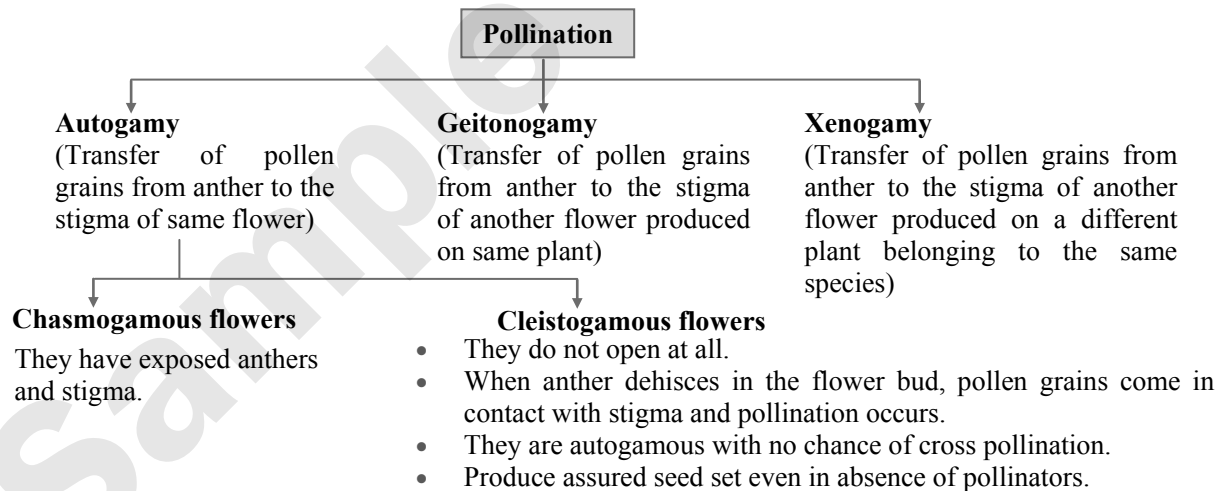 Pollination
Autogamy
(Transfer of pollen
grains from anther to the
stigma of same flower)
Geitonogamy
(Transfer of pollen grains
from anther to the stigma
of another flower produced
on same plant)
Xenogamy
(Transfer of pollen grains from
anther to the stigma of another
flower produced on a different
plant belonging to the same
species)
Chasmogamous flowers
They have exposed anthers
and stigma.
Cleistogamous flowers
• They do not open at all.
• When anther dehisces in the flower bud, pollen grains come in
contact with stigma and pollination occurs.
• They are autogamous with no chance of cross pollination.
• Produce assured seed set even in absence of pollinators.
Sample